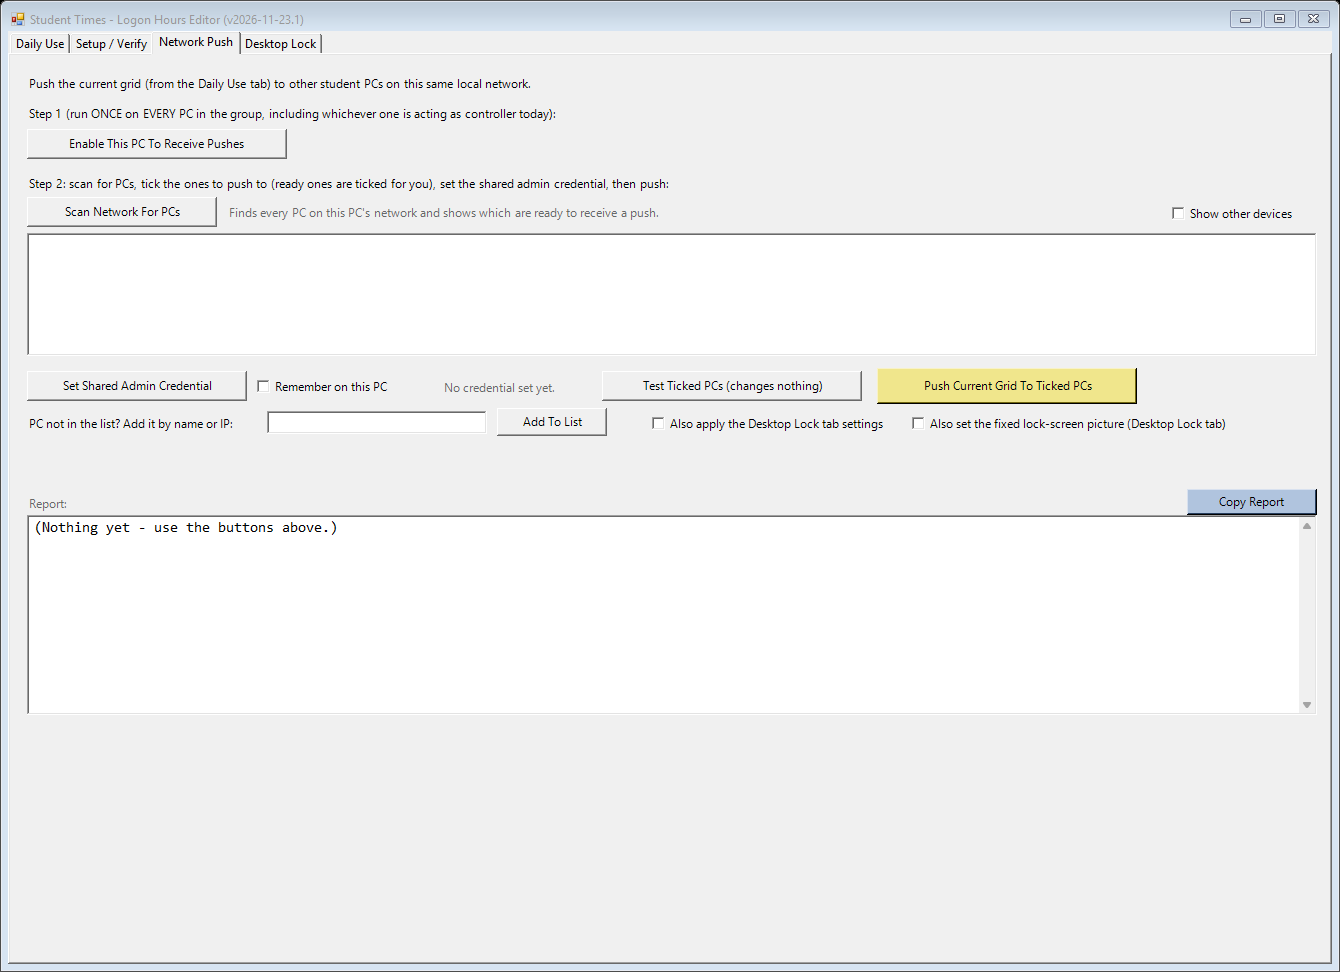 Student Times - Logon Hours Editor (v2026-11-23.1)
Daily Use Setup / Verify Network Push Desktop Lock
Push the current grid (from the Daily Use tab) to other student PCs on this same local network.
Step 1 (run ONCE on EVERY PC in the group, including whichever one is acting as controller today):
Enable This PC To Receive Pushes
Step 2: scan for PCs, tick the ones to push to (ready ones are ticked for you), set the shared admin credential, then push:
Scan Network For PCs Finds every PC on this PC's network and shows which are ready to receive a push. Show other devices
Set Shared Admin Credential Remember on this PC No credential set yet. Test Ticked PCs (changes nothing) Push Current Grid To Ticked PCs
PC not in the list? Add it by name or IP: Add To List Also apply the Desktop Lock tab settings Also set the fixed lock-screen picture (Desktop Lock tab)
Report: Copy Report
(Nothing yet - use the buttons above.)